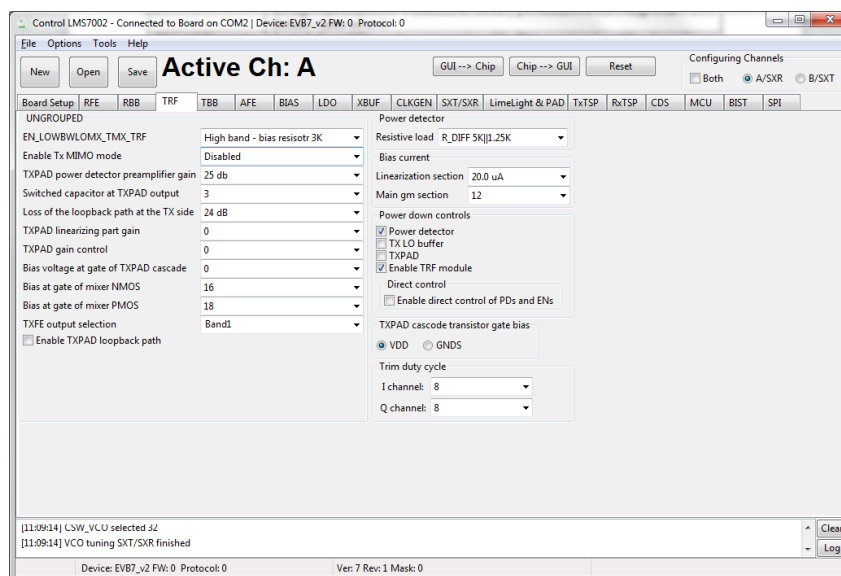 Control LMS7002 - Connected to Board on COM2 | Device: EVB7_v2 FW: 0 Protocol: 0
File Options Tools Help
New Open Save Active Ch: A GUI --> Chip Chip --> GUI Reset
Configuring Channels
Both A/SXR B/SXT
Board Setup RFE RBB TRF TBB AFE BIAS LDO XBUF CLKGEN SXT/SXR LimeLight & PAD TxTSP RxTSP CDS MCU BIST SPI
UNGROUPED
EN_LOWBWLOMX_TMX_TRF High band - bias resisotr 3K
Enable Tx MIMO mode Disabled
TXPAD power detector preamplifier gain 25 db
Switched capacitor at TXPAD output 3
Loss of the loopback path at the TX side 24 dB
TXPAD linearizing part gain 0
TXPAD gain control 0
Bias voltage at gate of TXPAD cascade 0
Bias at gate of mixer NMOS 16
Bias at gate of mixer PMOS 18
TXFE output selection Band1
Enable TXPAD loopback path
Power detector
Resistive load R_DIFF 5K||1.25K
Bias current
Linearization section 20.0 uA
Main gm section 12
Power down controls
Power detector
TX LO buffer
TXPAD
Enable TRF module
Direct control
Enable direct control of PDs and ENs
TXPAD cascode transistor gate bias
VDD GNDS
Trim duty cycle
I channel: 8
Q channel: 8
[11:09:14] CSW_VCO selected 32
[11:09:14] VCO tuning SXT/SXR finished
Clear
Log
Device: EVB7_v2 FW: 0 Protocol: 0 Ver: 7 Rev: 1 Mask: 0